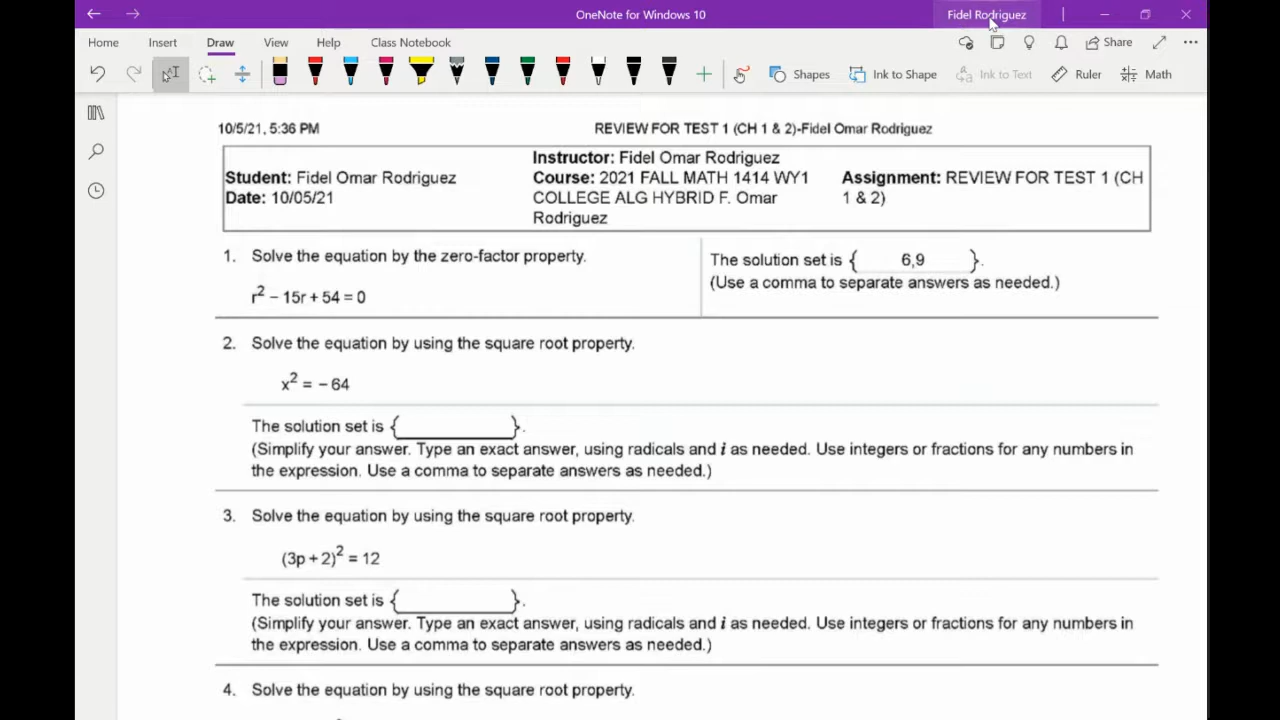 OneNote for Windows 10
Fidel Rodriguez
Home Insert Draw View Help Class Notebook
Share
Shapes Ink to Shape Ink to Text Ruler Math
10/5/21, 5:36 PM
REVIEW FOR TEST 1 (CH 1 & 2)-Fidel Omar Rodriguez
Student: Fidel Omar Rodriguez
Date: 10/05/21
Instructor: Fidel Omar Rodriguez
Course: 2021 FALL MATH 1414 WY1
COLLEGE ALG HYBRID F. Omar
Rodriguez
Assignment: REVIEW FOR TEST 1 (CH
1 & 2)
1. Solve the equation by the zero-factor property.
r² − 15r + 54 = 0
The solution set is { 6,9 }.
(Use a comma to separate answers as needed.)
2. Solve the equation by using the square root property.
x² = − 64
The solution set is { }.
(Simplify your answer. Type an exact answer, using radicals and i as needed. Use integers or fractions for any numbers in
the expression. Use a comma to separate answers as needed.)
3. Solve the equation by using the square root property.
(3p + 2)² = 12
The solution set is { }.
(Simplify your answer. Type an exact answer, using radicals and i as needed. Use integers or fractions for any numbers in
the expression. Use a comma to separate answers as needed.)
4. Solve the equation by using the square root property.